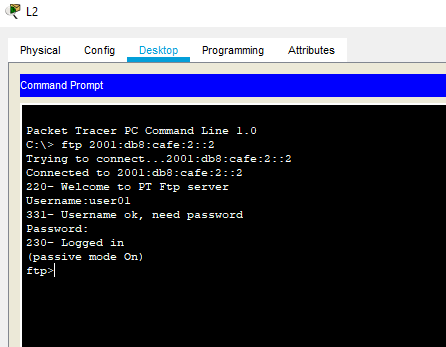 L2
Physical Config Desktop Programming Attributes
Command Prompt
Packet Tracer PC Command Line 1.0
C:\> ftp 2001:db8:cafe:2::2
Trying to connect...2001:db8:cafe:2::2
Connected to 2001:db8:cafe:2::2
220- Welcome to PT Ftp server
Username:user01
331- Username ok, need password
Password:
230- Logged in
(passive mode On)
ftp>